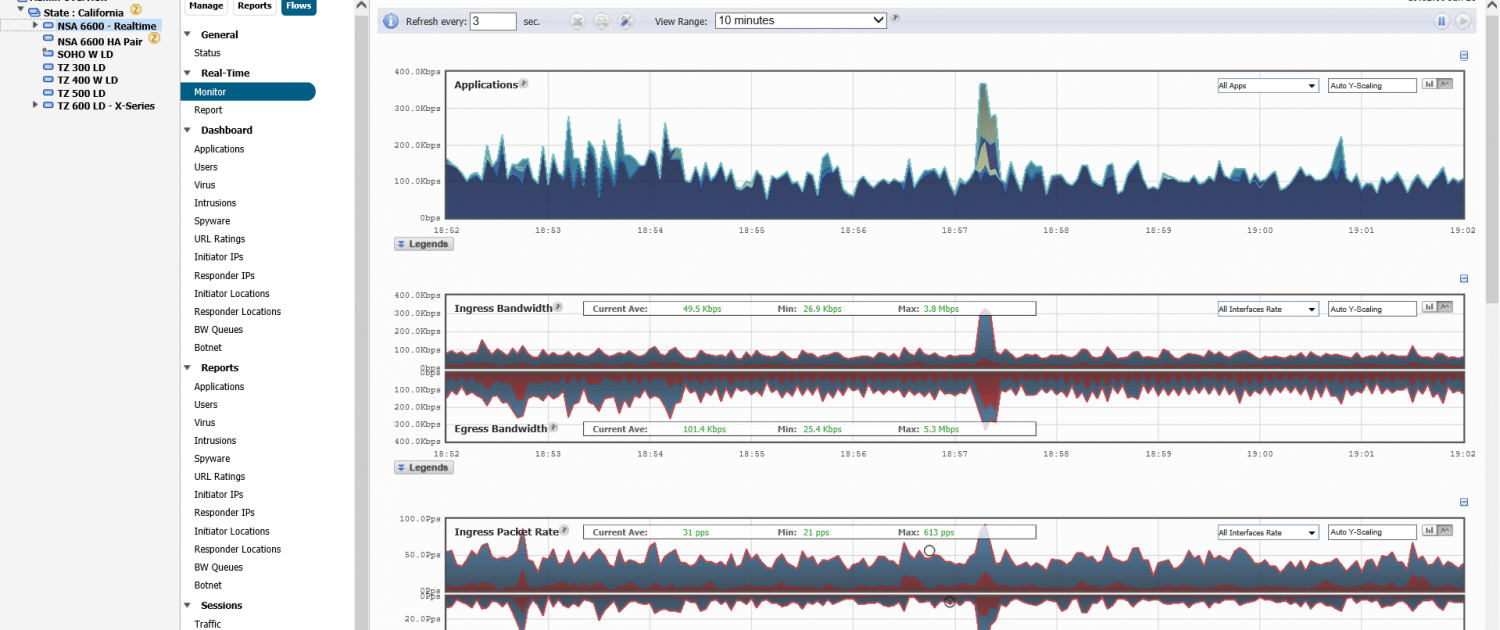 State : California 2
NSA 6600 - Realtime
NSA 6600 HA Pair 2
SOHO W LD
TZ 300 LD
TZ 400 W LD
TZ 500 LD
TZ 600 LD - X-Series
Manage Reports Flows
General
Status
Real-Time
Monitor
Report
Dashboard
Applications
Users
Virus
Intrusions
Spyware
URL Ratings
Initiator IPs
Responder IPs
Initiator Locations
Responder Locations
BW Queues
Botnet
Reports
Applications
Users
Virus
Intrusions
Spyware
URL Ratings
Initiator IPs
Responder IPs
Initiator Locations
Responder Locations
BW Queues
Botnet
Sessions
Traffic
Refresh every: 3 sec. View Range: 10 minutes ?
Applications ? All Apps Auto Y-Scaling
400.0Kbps
300.0Kbps
200.0Kbps
100.0Kbps
0bps
18:52 18:53 18:54 18:55 18:56 18:57 18:58 18:59 19:00 19:01 19:02
Legends
Ingress Bandwidth ? Current Ave: 49.5 Kbps Min: 26.9 Kbps Max: 3.8 Mbps All Interfaces Rate Auto Y-Scaling
400.0Kbps
300.0Kbps
200.0Kbps
100.0Kbps
0bps
0bps
100.0Kbps
200.0Kbps
300.0Kbps
400.0Kbps
Egress Bandwidth ? Current Ave: 101.4 Kbps Min: 25.4 Kbps Max: 5.3 Mbps
18:52 18:53 18:54 18:55 18:56 18:57 18:58 18:59 19:00 19:01 19:02
Legends
Ingress Packet Rate ? Current Ave: 31 pps Min: 21 pps Max: 613 pps All Interfaces Rate Auto Y-Scaling
100.0Pps
50.0Pps
0Pps
0Pps
20.0Pps